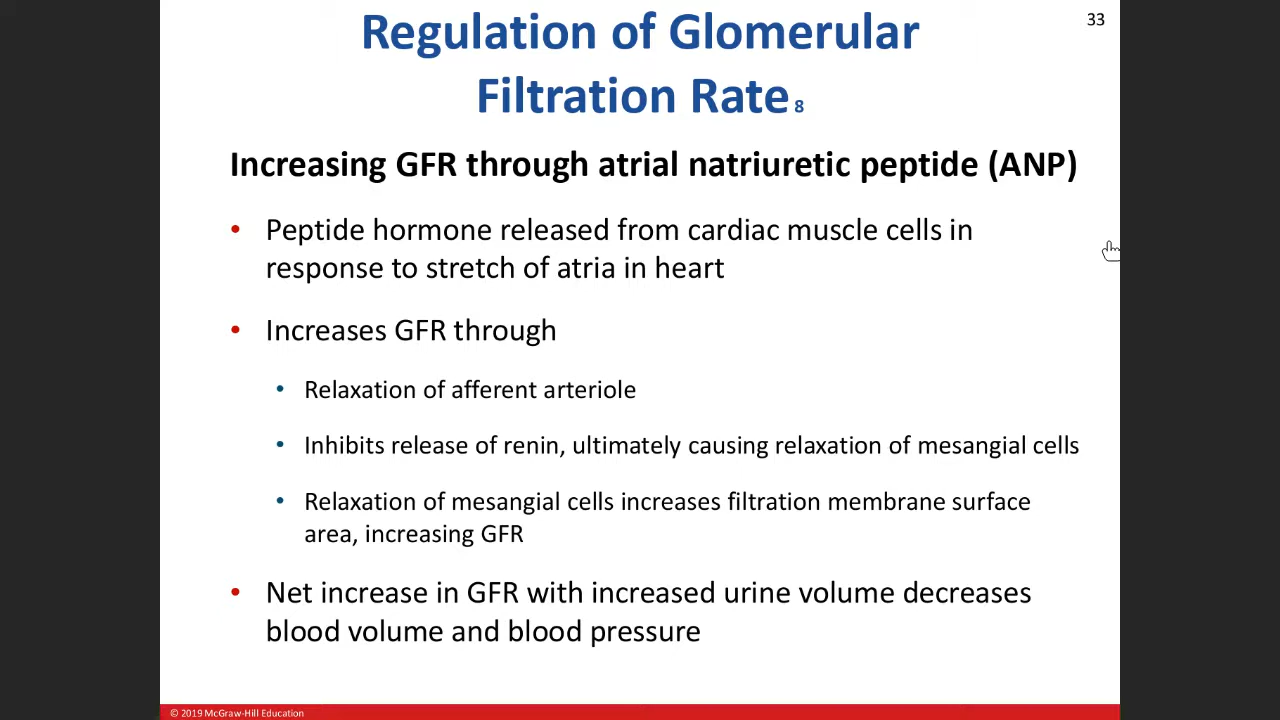 33
Regulation of Glomerular
Filtration Rate 8
Increasing GFR through atrial natriuretic peptide (ANP)
• Peptide hormone released from cardiac muscle cells in
response to stretch of atria in heart
• Increases GFR through
• Relaxation of afferent arteriole
• Inhibits release of renin, ultimately causing relaxation of mesangial cells
• Relaxation of mesangial cells increases filtration membrane surface
area, increasing GFR
• Net increase in GFR with increased urine volume decreases
blood volume and blood pressure
© 2019 McGraw-Hill Education